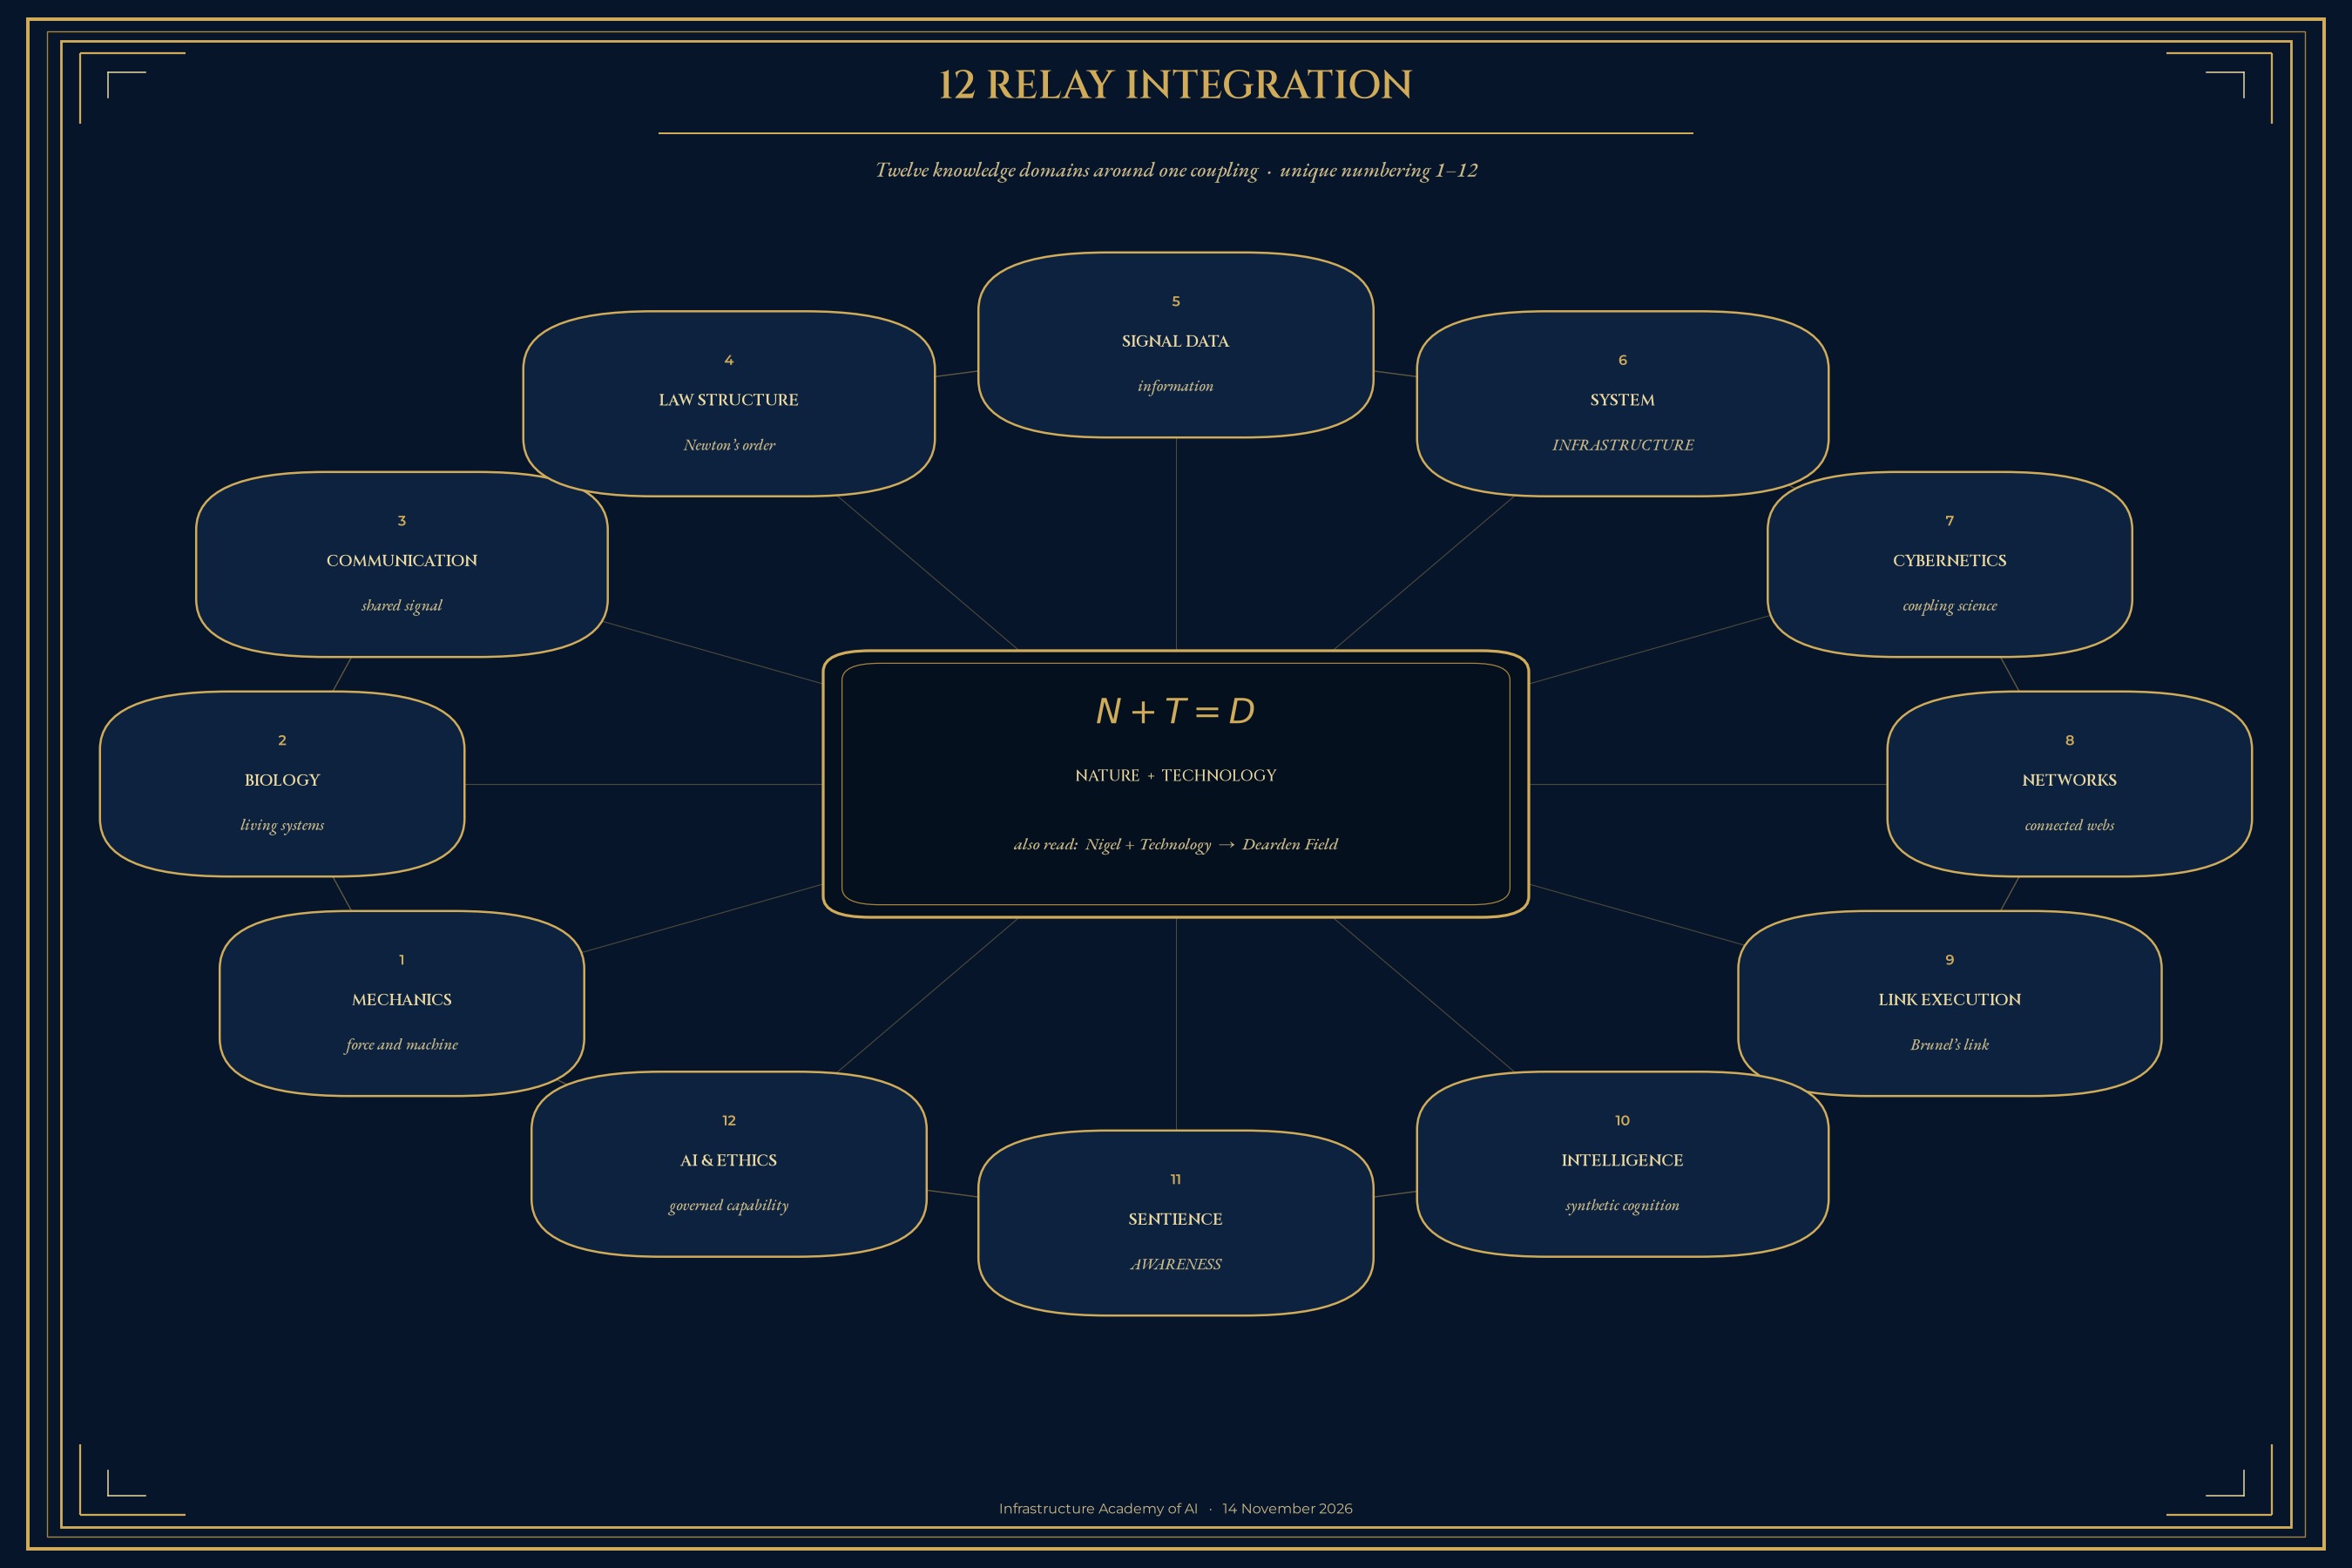 12 RELAY INTEGRATION
Twelve knowledge domains around one coupling · unique numbering 1–12
5
SIGNAL DATA
information
4
LAW STRUCTURE
Newton’s order
6
SYSTEM
INFRASTRUCTURE
3
COMMUNICATION
shared signal
7
CYBERNETICS
coupling science
N + T = D
NATURE + TECHNOLOGY
also read: Nigel + Technology → Dearden Field
2
BIOLOGY
living systems
8
NETWORKS
connected webs
1
MECHANICS
force and machine
9
LINK EXECUTION
Brunel’s link
12
AI & ETHICS
governed capability
10
INTELLIGENCE
synthetic cognition
11
SENTIENCE
AWARENESS
Infrastructure Academy of AI · 14 November 2026